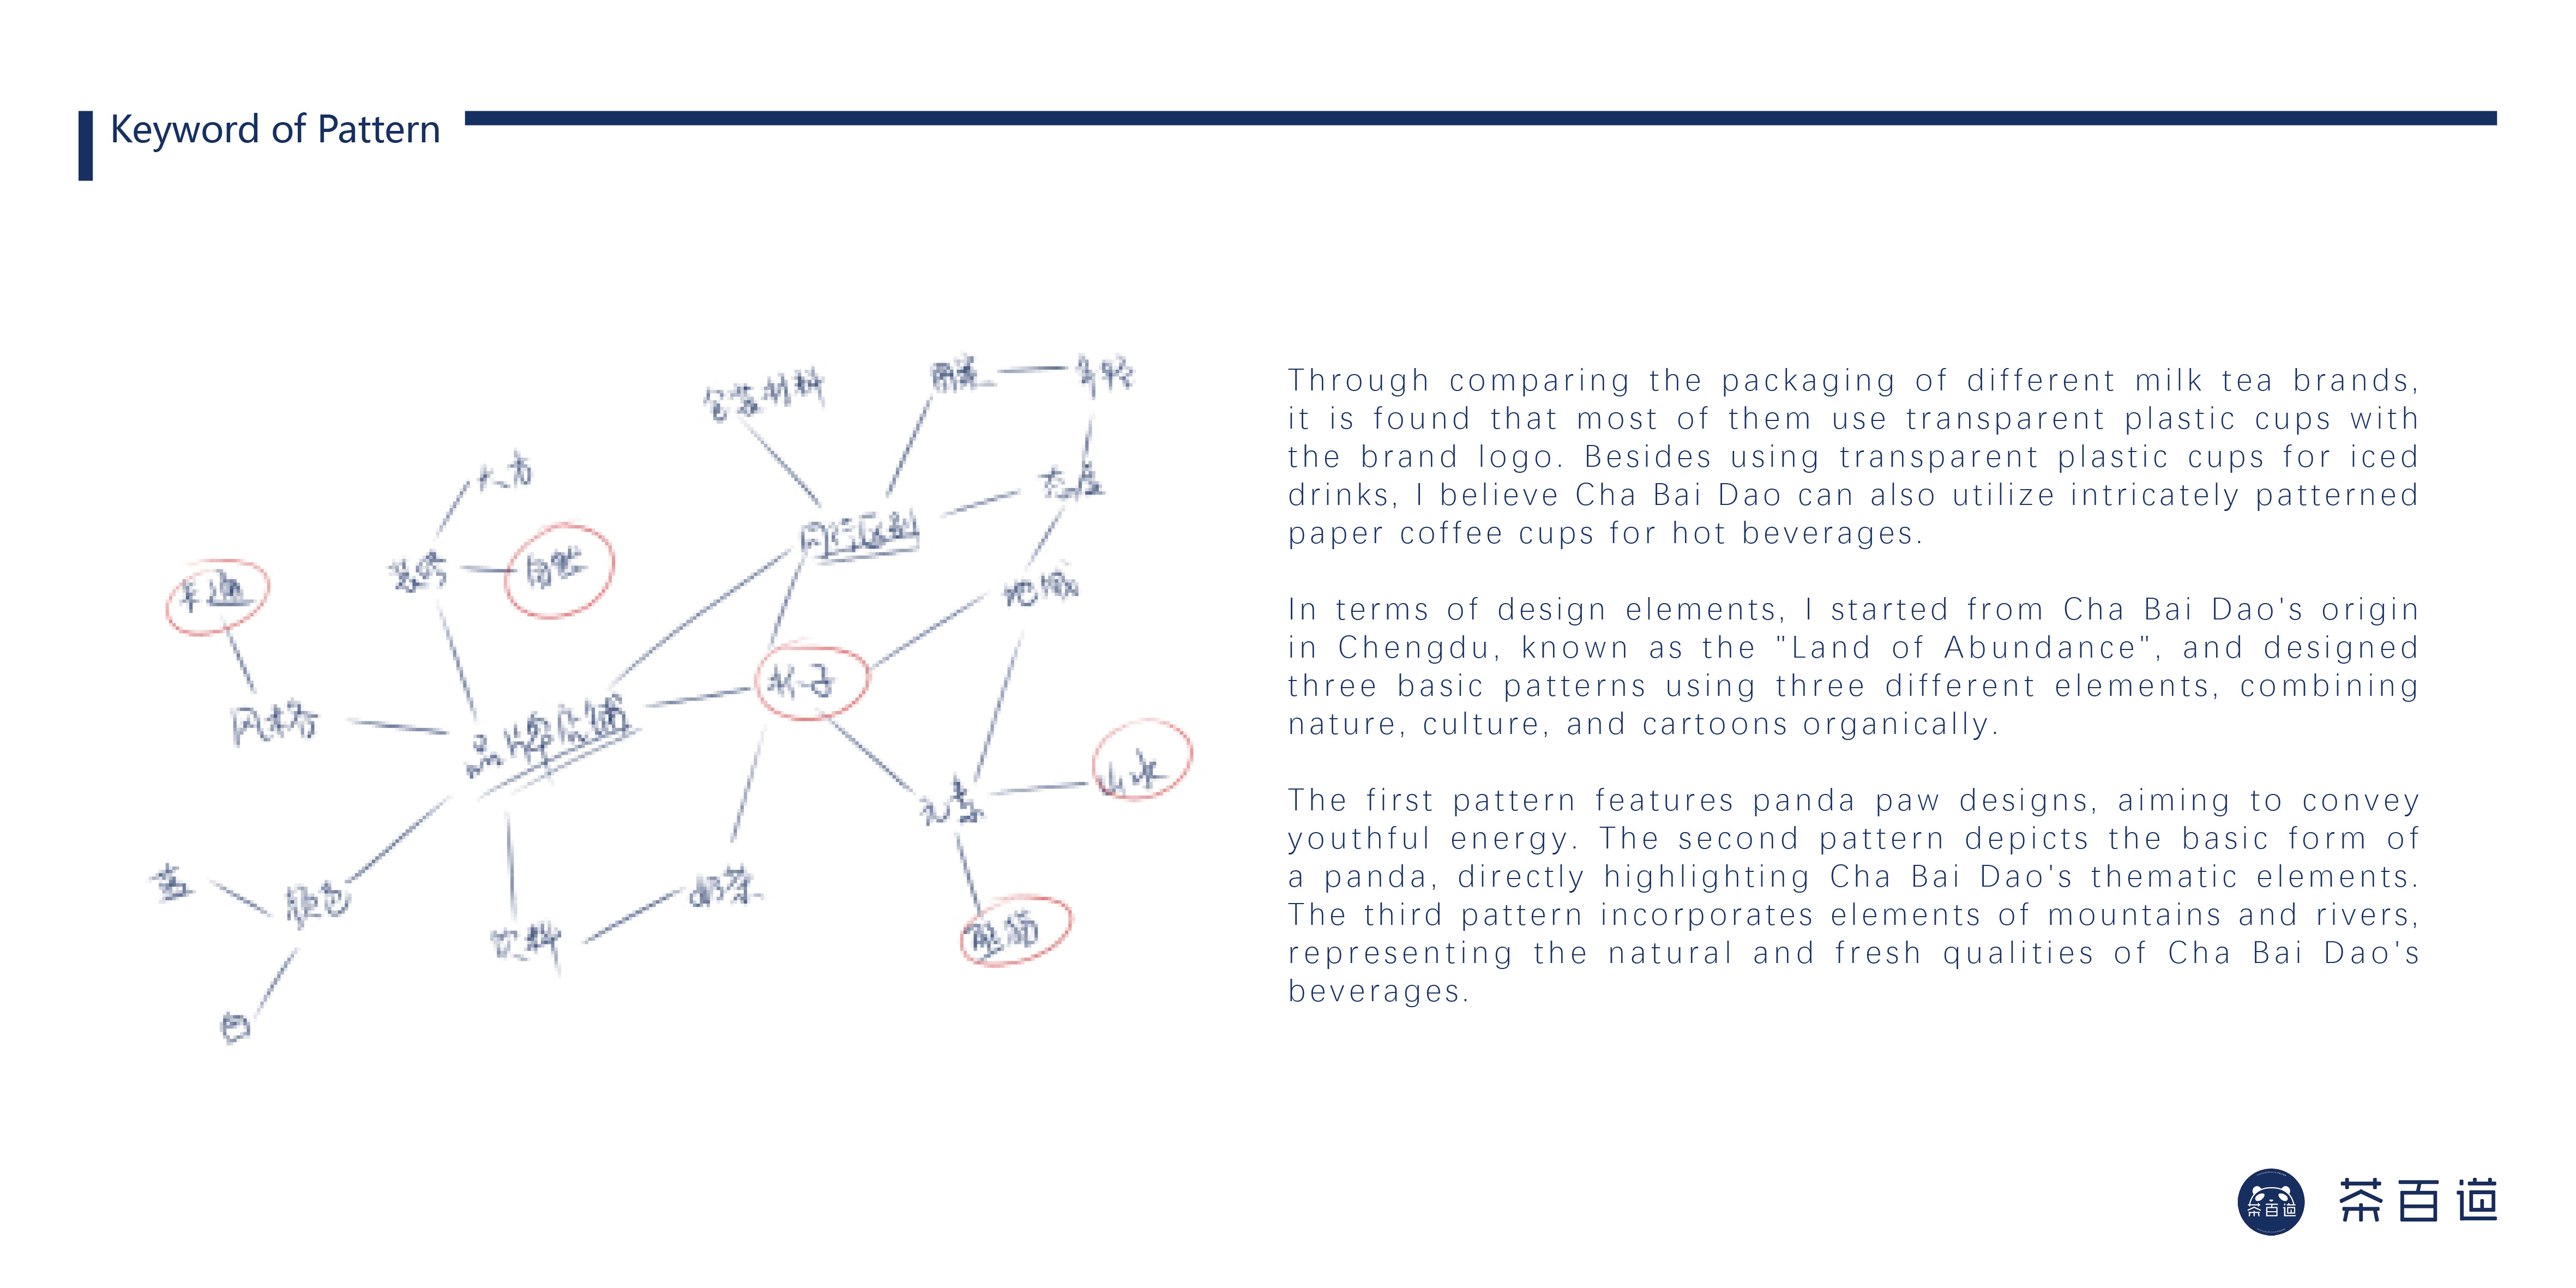 Keyword of Pattern
包装材料
年龄
大方
态度
同行区别
自然
卡通
地域
杯子
风格
品牌店铺
山水
元素
蓝
颜色
奶茶
熊猫
饮料
白
Through comparing the packaging of different milk tea brands,
it is found that most of them use transparent plastic cups with
the brand logo. Besides using transparent plastic cups for iced
drinks, I believe Cha Bai Dao can also utilize intricately patterned
paper coffee cups for hot beverages.
In terms of design elements, I started from Cha Bai Dao's origin
in Chengdu, known as the "Land of Abundance", and designed
three basic patterns using three different elements, combining
nature, culture, and cartoons organically.
The first pattern features panda paw designs, aiming to convey
youthful energy. The second pattern depicts the basic form of
a panda, directly highlighting Cha Bai Dao's thematic elements.
The third pattern incorporates elements of mountains and rivers,
representing the natural and fresh qualities of Cha Bai Dao's
beverages.
茶百道
茶百道